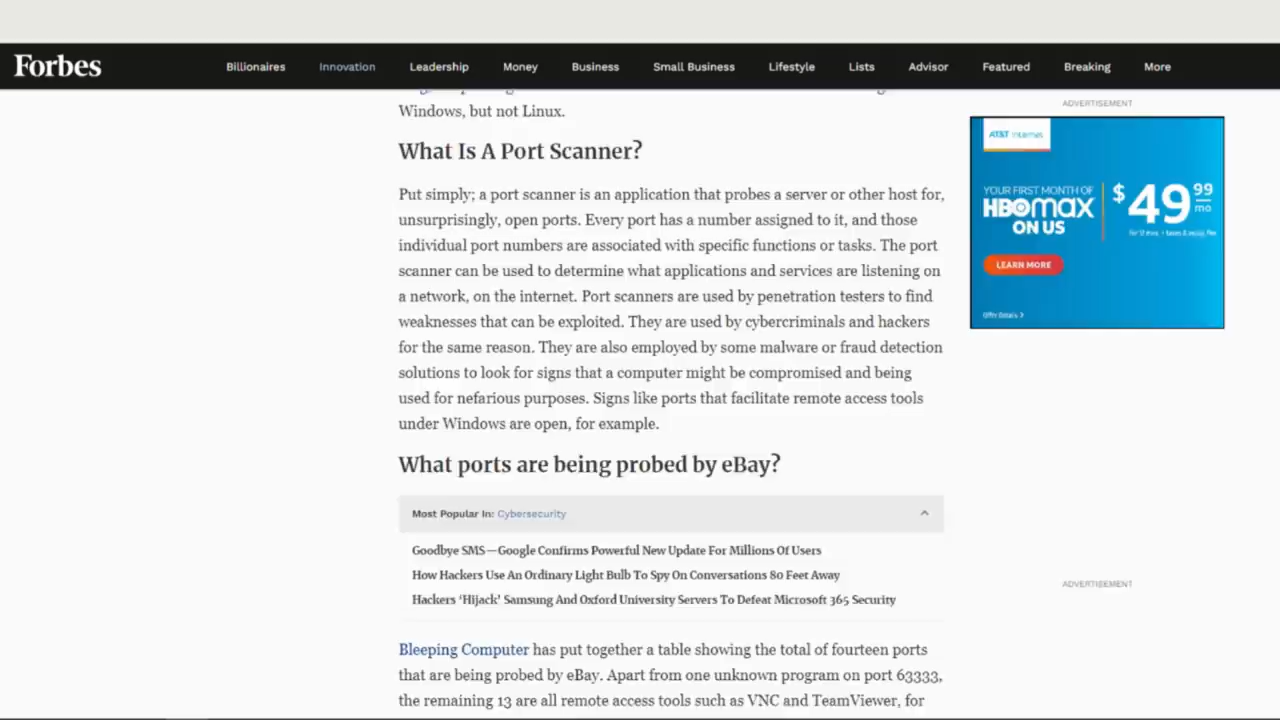 Forbes
Billionaires Innovation Leadership Money Business Small Business Lifestyle Lists Advisor Featured Breaking More
Windows, but not Linux.
What Is A Port Scanner?
Put simply; a port scanner is an application that probes a server or other host for,
unsurprisingly, open ports. Every port has a number assigned to it, and those
individual port numbers are associated with specific functions or tasks. The port
scanner can be used to determine what applications and services are listening on
a network, on the internet. Port scanners are used by penetration testers to find
weaknesses that can be exploited. They are used by cybercriminals and hackers
for the same reason. They are also employed by some malware or fraud detection
solutions to look for signs that a computer might be compromised and being
used for nefarious purposes. Signs like ports that facilitate remote access tools
under Windows are open, for example.
What ports are being probed by eBay?
Most Popular In: Cybersecurity
Goodbye SMS—Google Confirms Powerful New Update For Millions Of Users
How Hackers Use An Ordinary Light Bulb To Spy On Conversations 80 Feet Away
Hackers ‘Hijack’ Samsung And Oxford University Servers To Defeat Microsoft 365 Security
Bleeping Computer has put together a table showing the total of fourteen ports
that are being probed by eBay. Apart from one unknown program on port 63333,
the remaining 13 are all remote access tools such as VNC and TeamViewer, for
ADVERTISEMENT
AT&T Internet
YOUR FIRST MONTH OF
HBOMAX
ON US
$49.99
mo
LEARN MORE
Offer Details >
ADVERTISEMENT